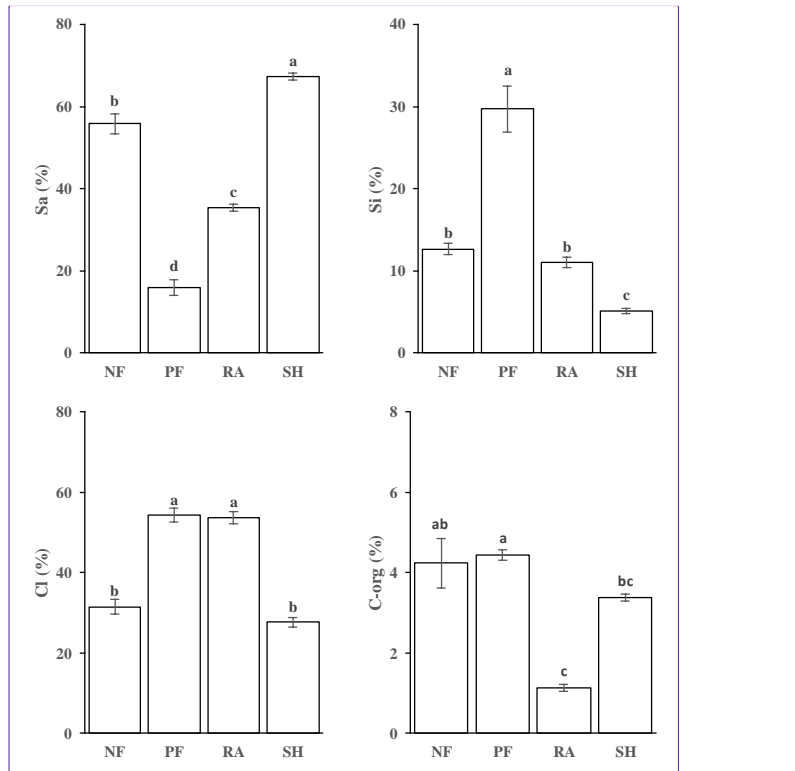 80
60
40
20
0
Sa (%)
b
d
c
a
NF PF RA SH
40
30
20
10
0
Si (%)
b
a
b
c
NF PF RA SH
80
60
40
20
0
Cl (%)
b
a
a
b
NF PF RA SH
8
6
4
2
0
C-org (%)
ab
a
c
bc
NF PF RA SH